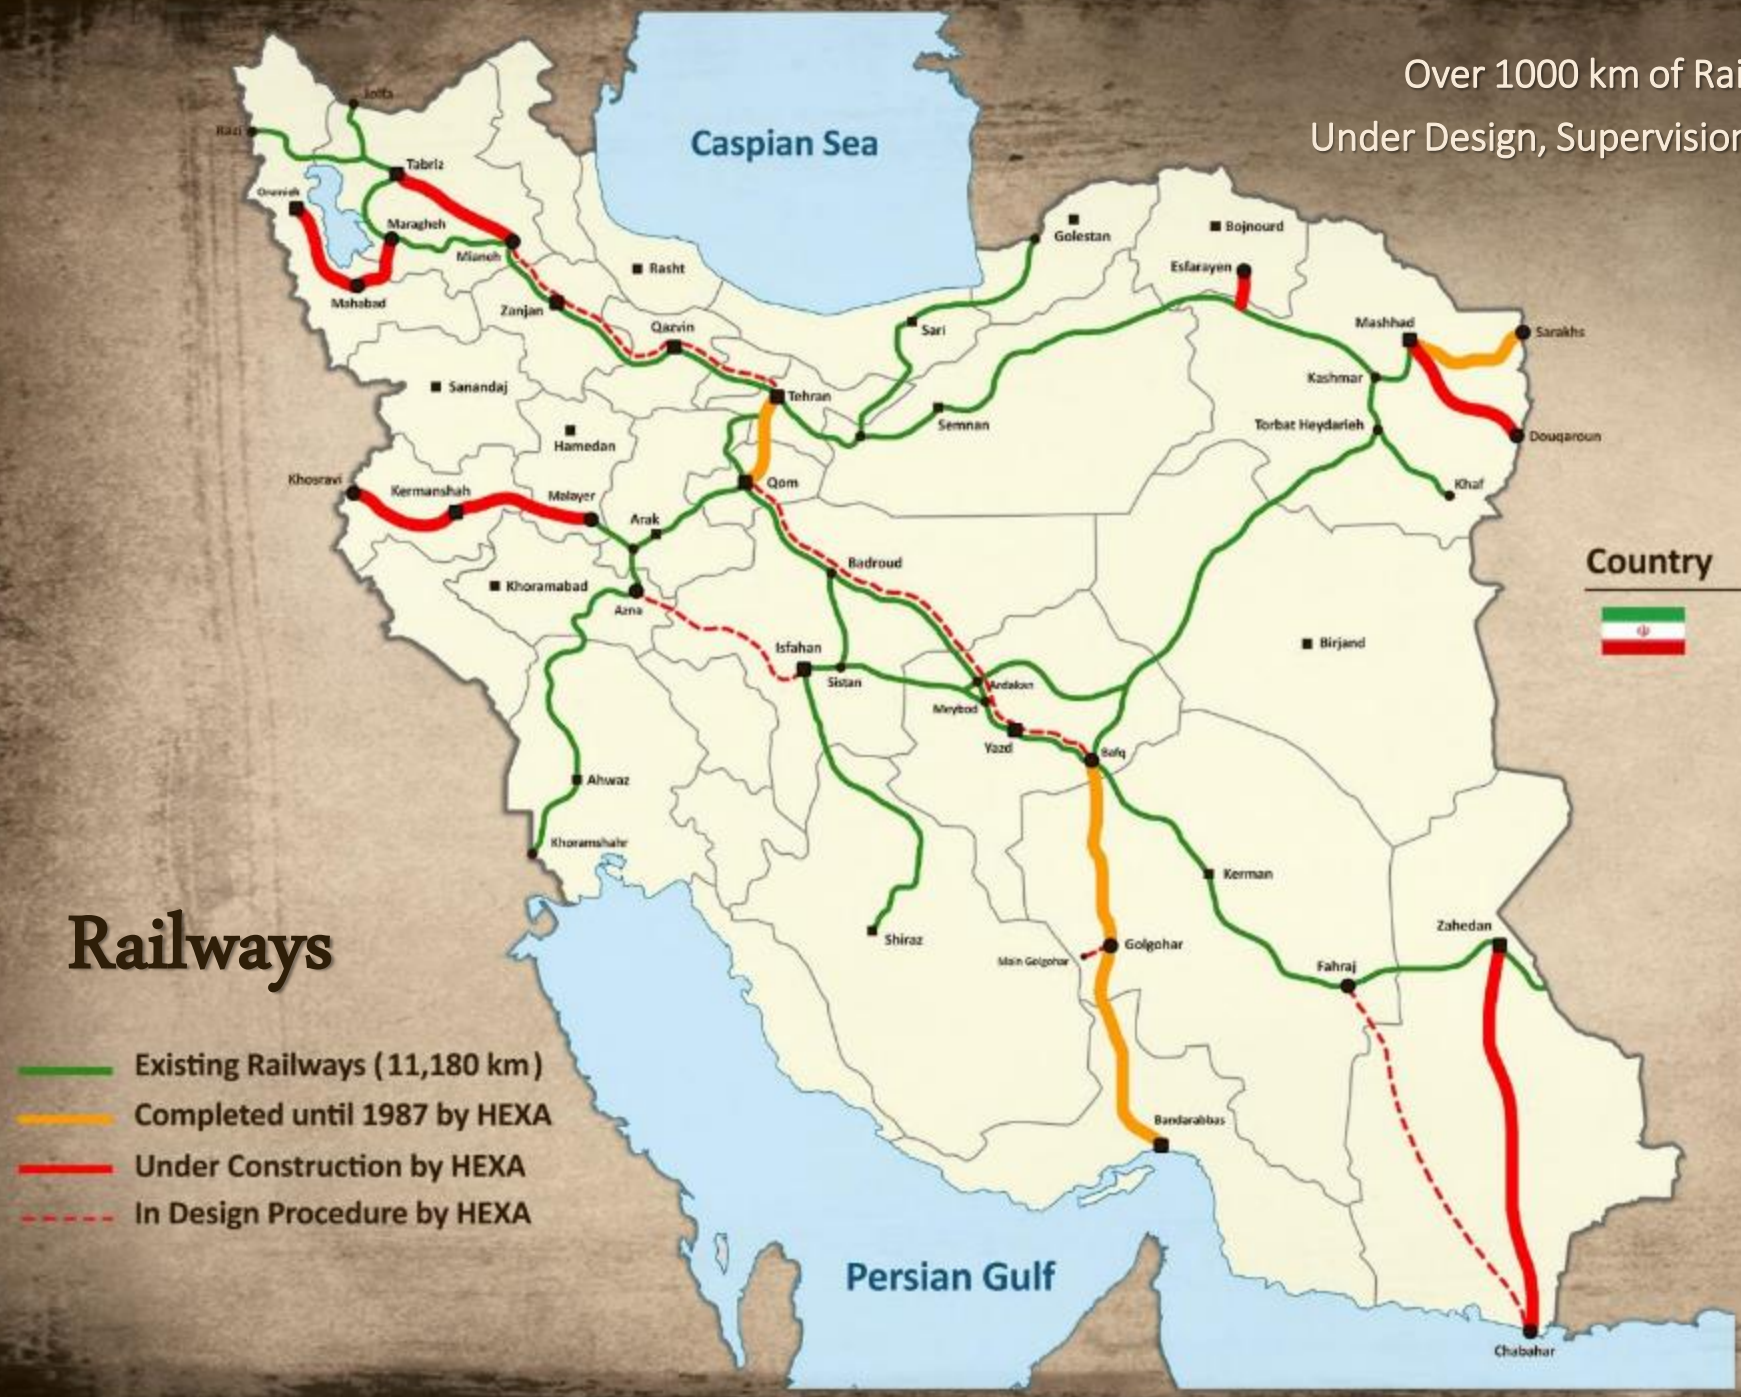 Over 1000 km of Rai
Under Design, Supervision
Caspian Sea
Jolfa
Razi
Tabriz
Oromieh
Maragheh
Mianeh
Mahabad
Rasht
Zanjan
Qazvin
Golestan
Bojnourd
Esfarayen
Sari
Mashhad
Sarakhs
Sanandaj
Tehran
Kashmar
Semnan
Torbat Heydarieh
Douqaroun
Hamedan
Khosravi
Kermanshah
Malayer
Qom
Khaf
Arak
Badroud
Country
Khoramabad
Azna
Isfahan
Birjand
Sistan
Ardakan
Meybod
Yazd
Bafq
Ahwaz
Khoramshahr
Kerman
Shiraz
Golgohar
Main Golgohar
Zahedan
Fahraj
Railways
Existing Railways (11,180 km)
Completed until 1987 by HEXA
Under Construction by HEXA
In Design Procedure by HEXA
Bandarabbas
Persian Gulf
Chabahar